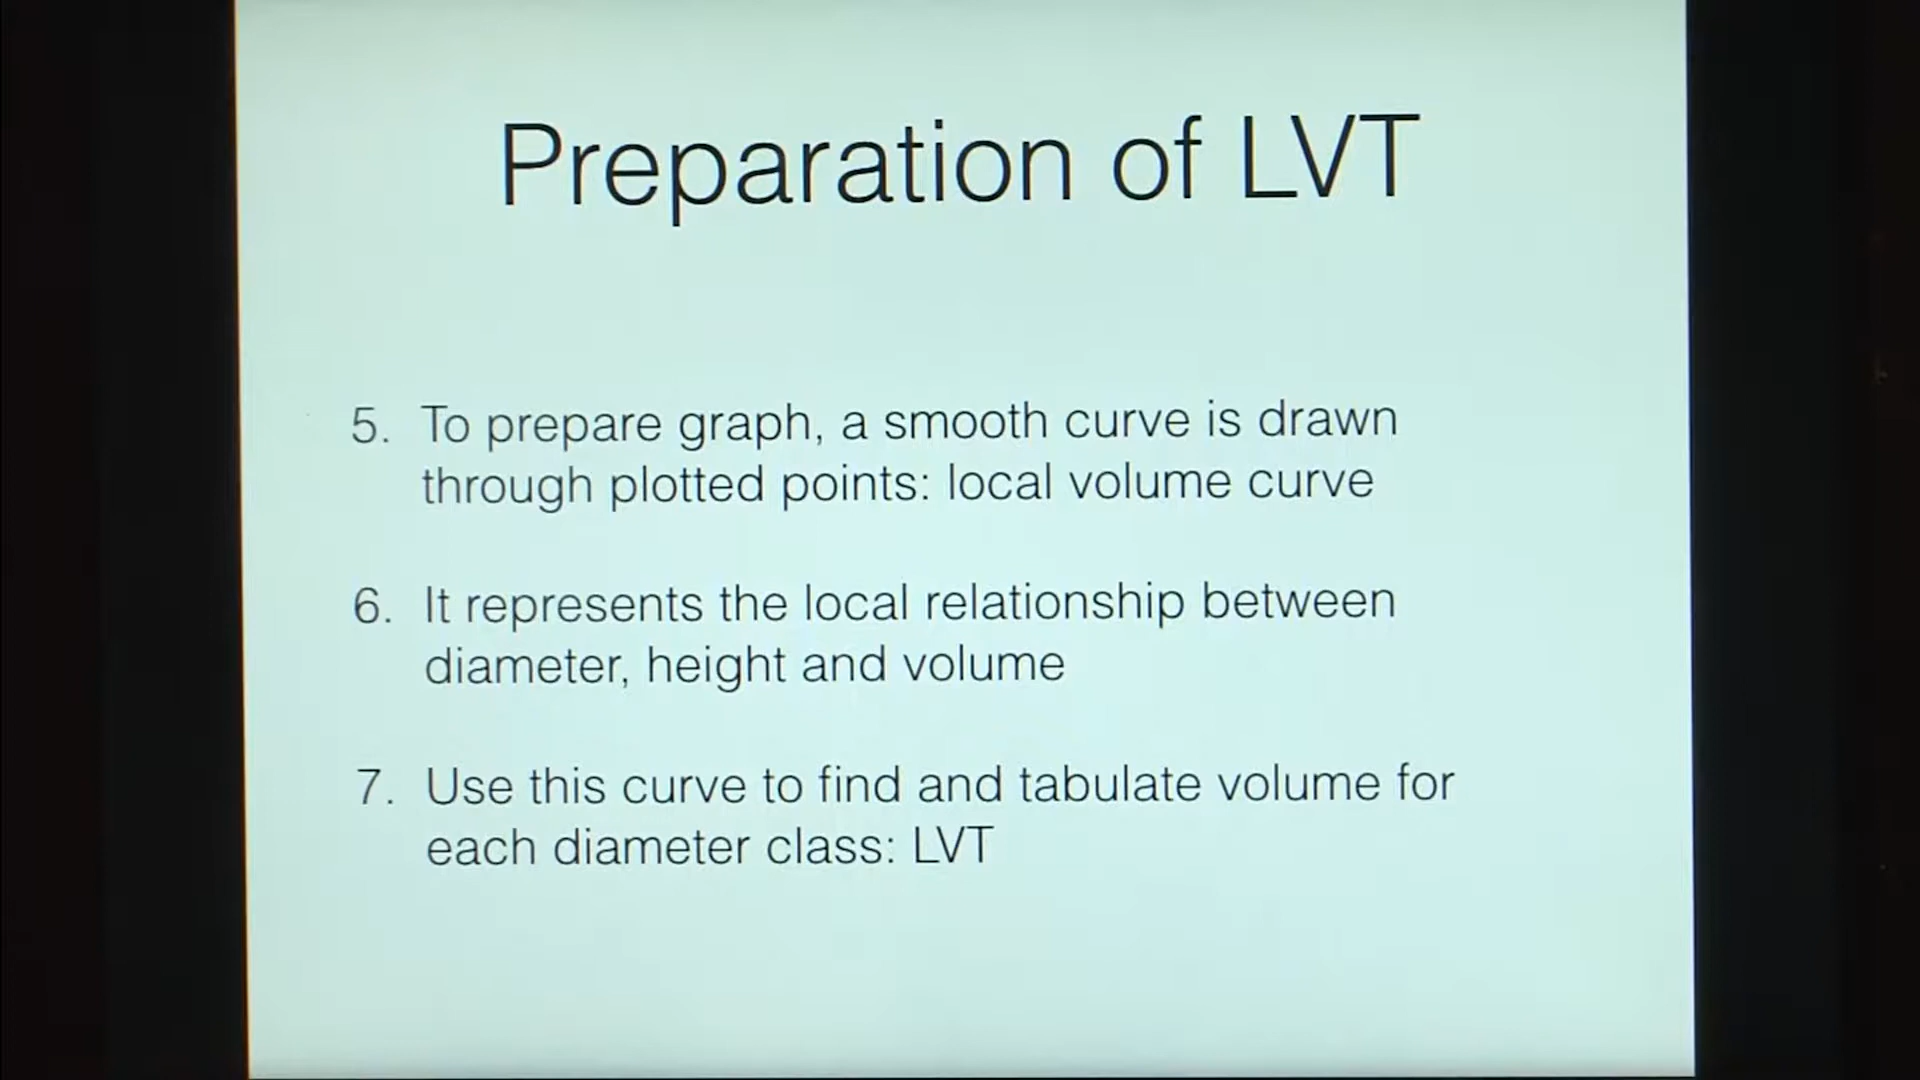 Preparation of LVT
5. To prepare graph, a smooth curve is drawn
through plotted points: local volume curve
6. It represents the local relationship between
diameter, height and volume
7. Use this curve to find and tabulate volume for
each diameter class: LVT